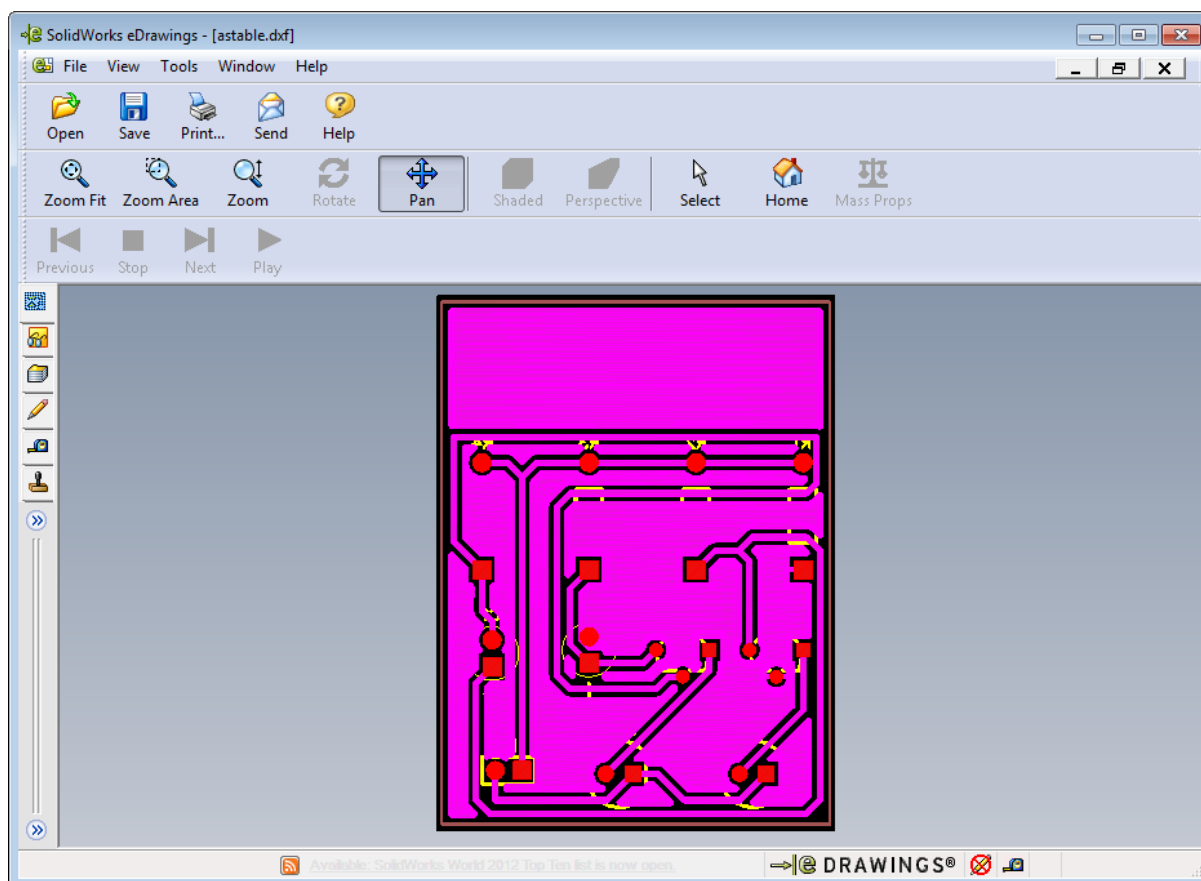 SolidWorks eDrawings - [astable.dxf]
File View Tools Window Help
Open Save Print... Send Help
Zoom Fit Zoom Area Zoom Rotate Pan Shaded Perspective Select Home Mass Props
Previous Stop Next Play
Available: SolidWorks World 2012 Top Ten list is now open.
e DRAWINGS®